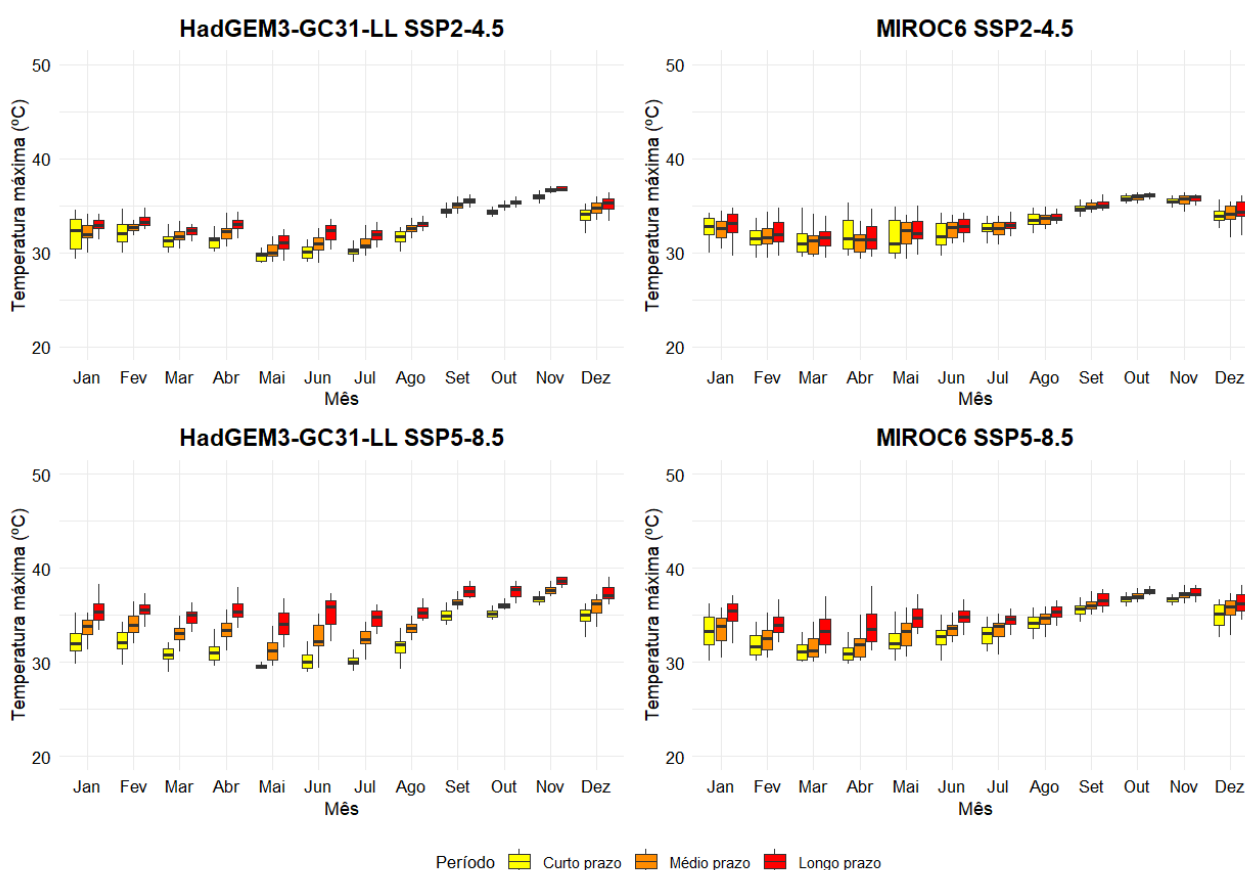 HadGEM3-GC31-LL SSP2-4.5
Temperatura máxima (ºC)
50
40
30
20
Jan Fev Mar Abr Mai Jun Jul Ago Set Out Nov Dez
Mês
MIROC6 SSP2-4.5
Temperatura máxima (ºC)
50
40
30
20
Jan Fev Mar Abr Mai Jun Jul Ago Set Out Nov Dez
Mês
HadGEM3-GC31-LL SSP5-8.5
Temperatura máxima (ºC)
50
40
30
20
Jan Fev Mar Abr Mai Jun Jul Ago Set Out Nov Dez
Mês
MIROC6 SSP5-8.5
Temperatura máxima (ºC)
50
40
30
20
Jan Fev Mar Abr Mai Jun Jul Ago Set Out Nov Dez
Mês
Período Curto prazo Médio prazo Longo prazo